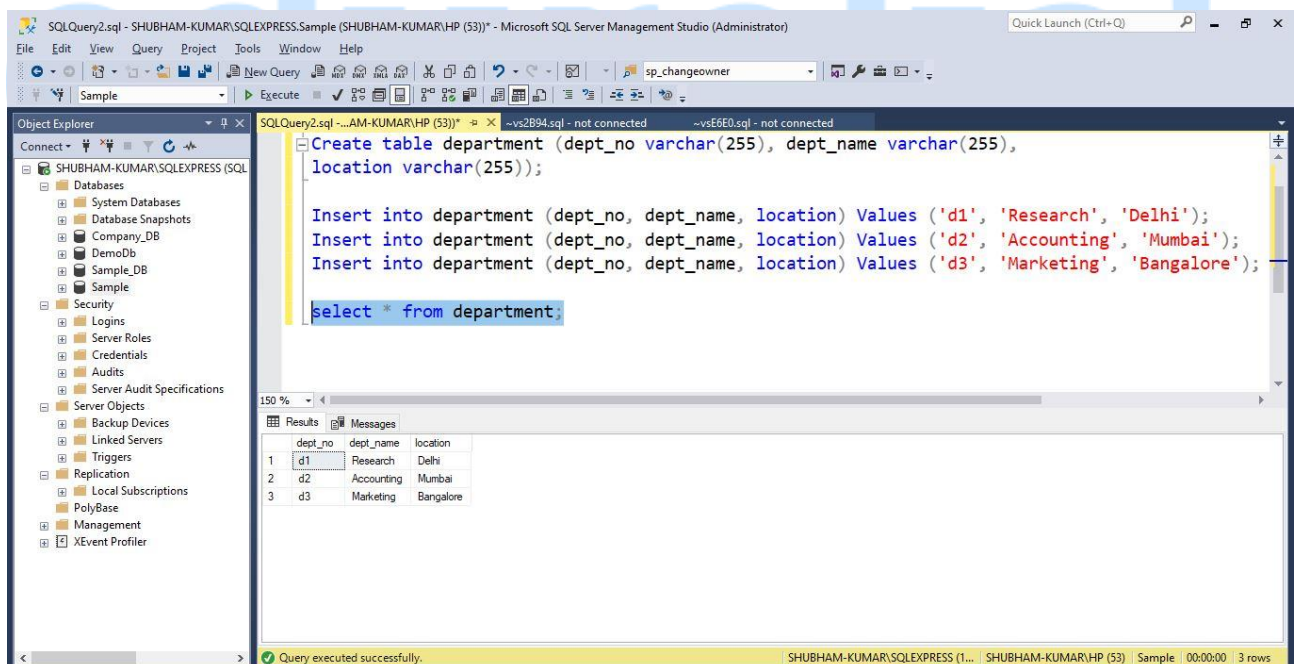 SQLQuery2.sql - SHUBHAM-KUMAR\SQLEXPRESS.Sample (SHUBHAM-KUMAR\HP (53))* - Microsoft SQL Server Management Studio (Administrator)
Quick Launch (Ctrl+Q)
File Edit View Query Project Tools Window Help
New Query
sp_changeowner
Sample
Execute
Object Explorer
SQLQuery2.sql -...AM-KUMAR\HP (53))*
~vs2B94.sql - not connected
~vsE6E0.sql - not connected
Connect
SHUBHAM-KUMAR\SQLEXPRESS (SQL
Databases
System Databases
Database Snapshots
Company_DB
DemoDb
Sample_DB
Sample
Security
Logins
Server Roles
Credentials
Audits
Server Audit Specifications
Server Objects
Backup Devices
Linked Servers
Triggers
Replication
Local Subscriptions
PolyBase
Management
XEvent Profiler
Create table department (dept_no varchar(255), dept_name varchar(255),
location varchar(255));
Insert into department (dept_no, dept_name, location) Values ('d1', 'Research', 'Delhi');
Insert into department (dept_no, dept_name, location) Values ('d2', 'Accounting', 'Mumbai');
Insert into department (dept_no, dept_name, location) Values ('d3', 'Marketing', 'Bangalore');
select * from department;
150 %
Results Messages
dept_no dept_name location
1 d1 Research Delhi
2 d2 Accounting Mumbai
3 d3 Marketing Bangalore
Query executed successfully.
SHUBHAM-KUMAR\SQLEXPRESS (1... SHUBHAM-KUMAR\HP (53) Sample 00:00:00 3 rows